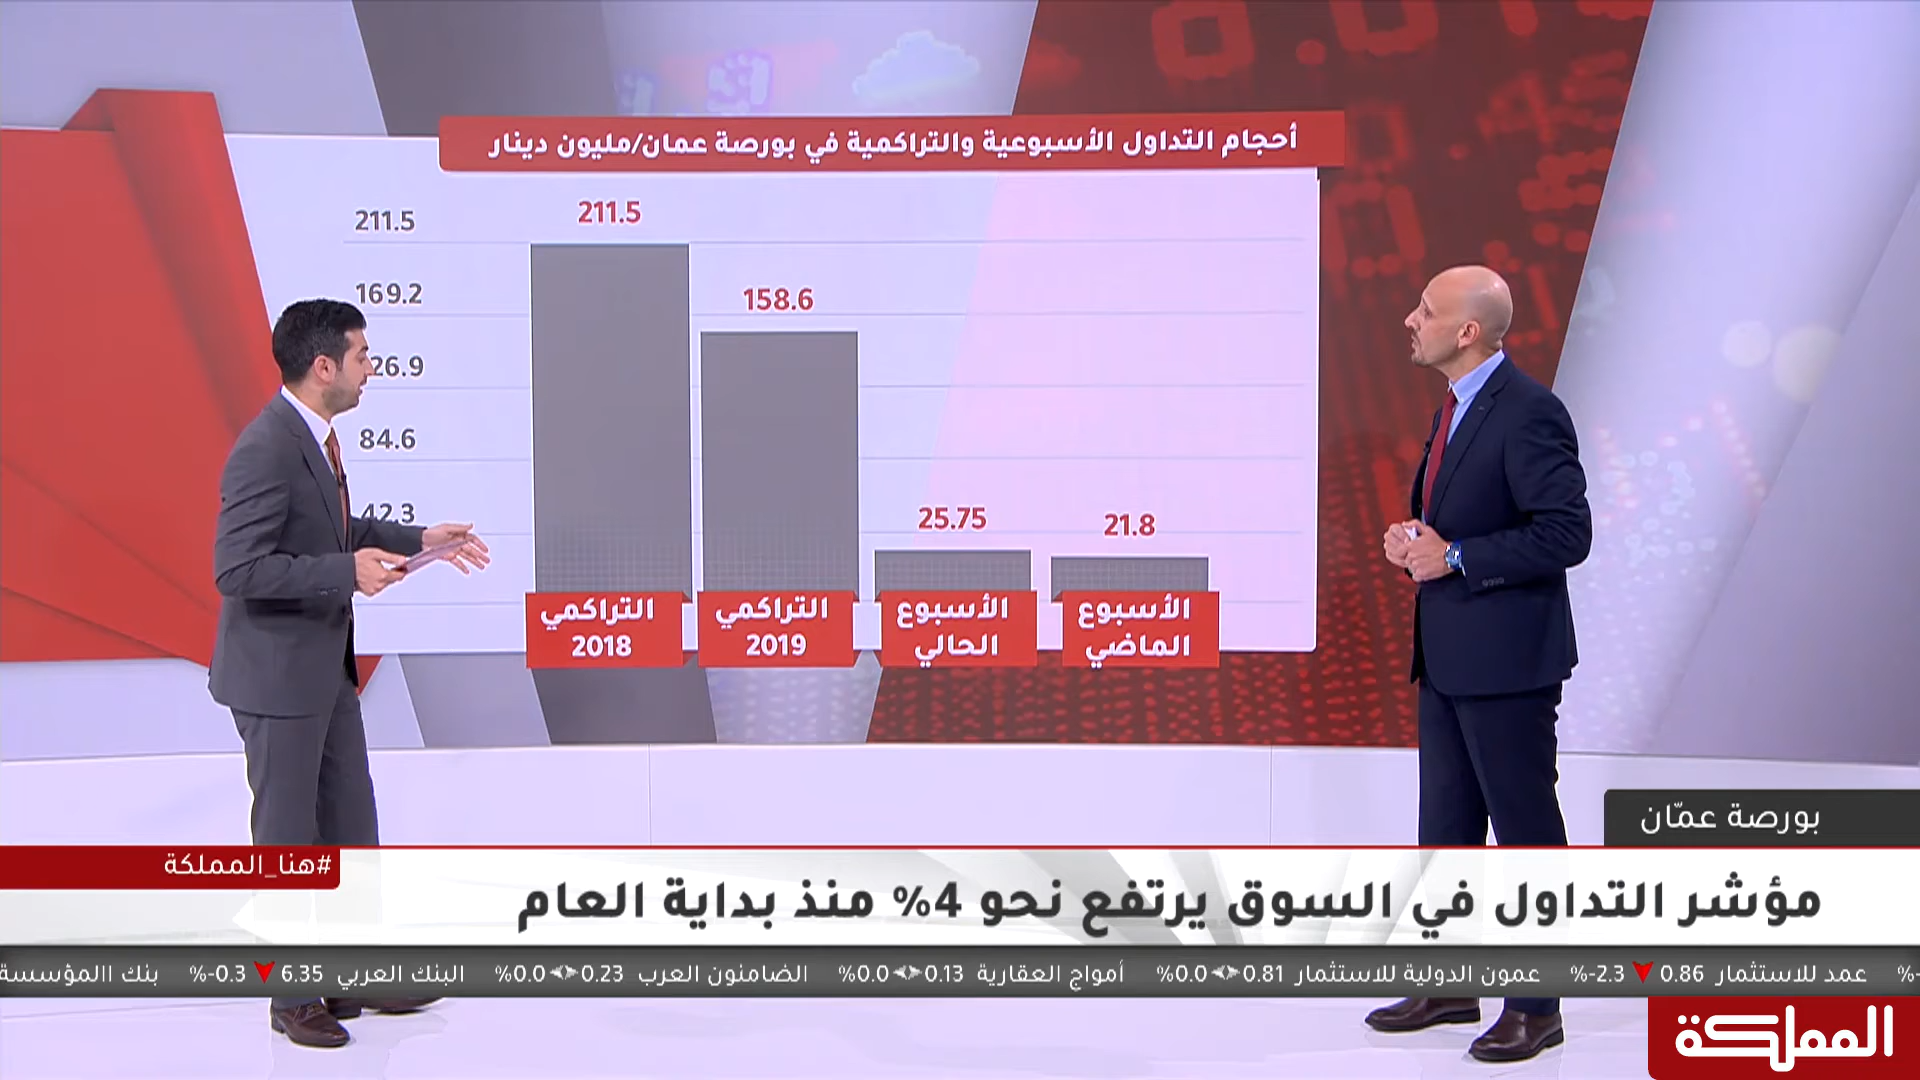 أحجام التداول الأسبوعية والتراكمية في بورصة عمان/مليون دينار
211.5
169.2
26.9
84.6
42.3
211.5
158.6
25.75
21.8
التراكمي
2018
التراكمي
2019
الأسبوع
الحالي
الأسبوع
الماضي
بورصة عمّان
#هنا_المملكة
مؤشر التداول في السوق يرتفع نحو 4% منذ بداية العام
عمد للاستثمار 0.86 %-2.3 عمون الدولية للاستثمار 0.81 %0.0 أمواج العقارية 0.13 %0.0 الضامنون العرب 0.23 %0.0 البنك العربي 6.35 %-0.3 بنك االمؤسسة
المملكة